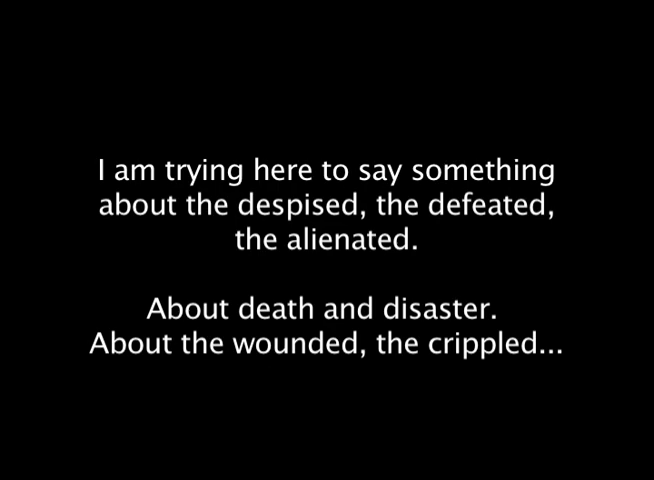 I am trying here to say something
about the despised, the defeated,
the alienated.
About death and disaster.
About the wounded, the crippled...